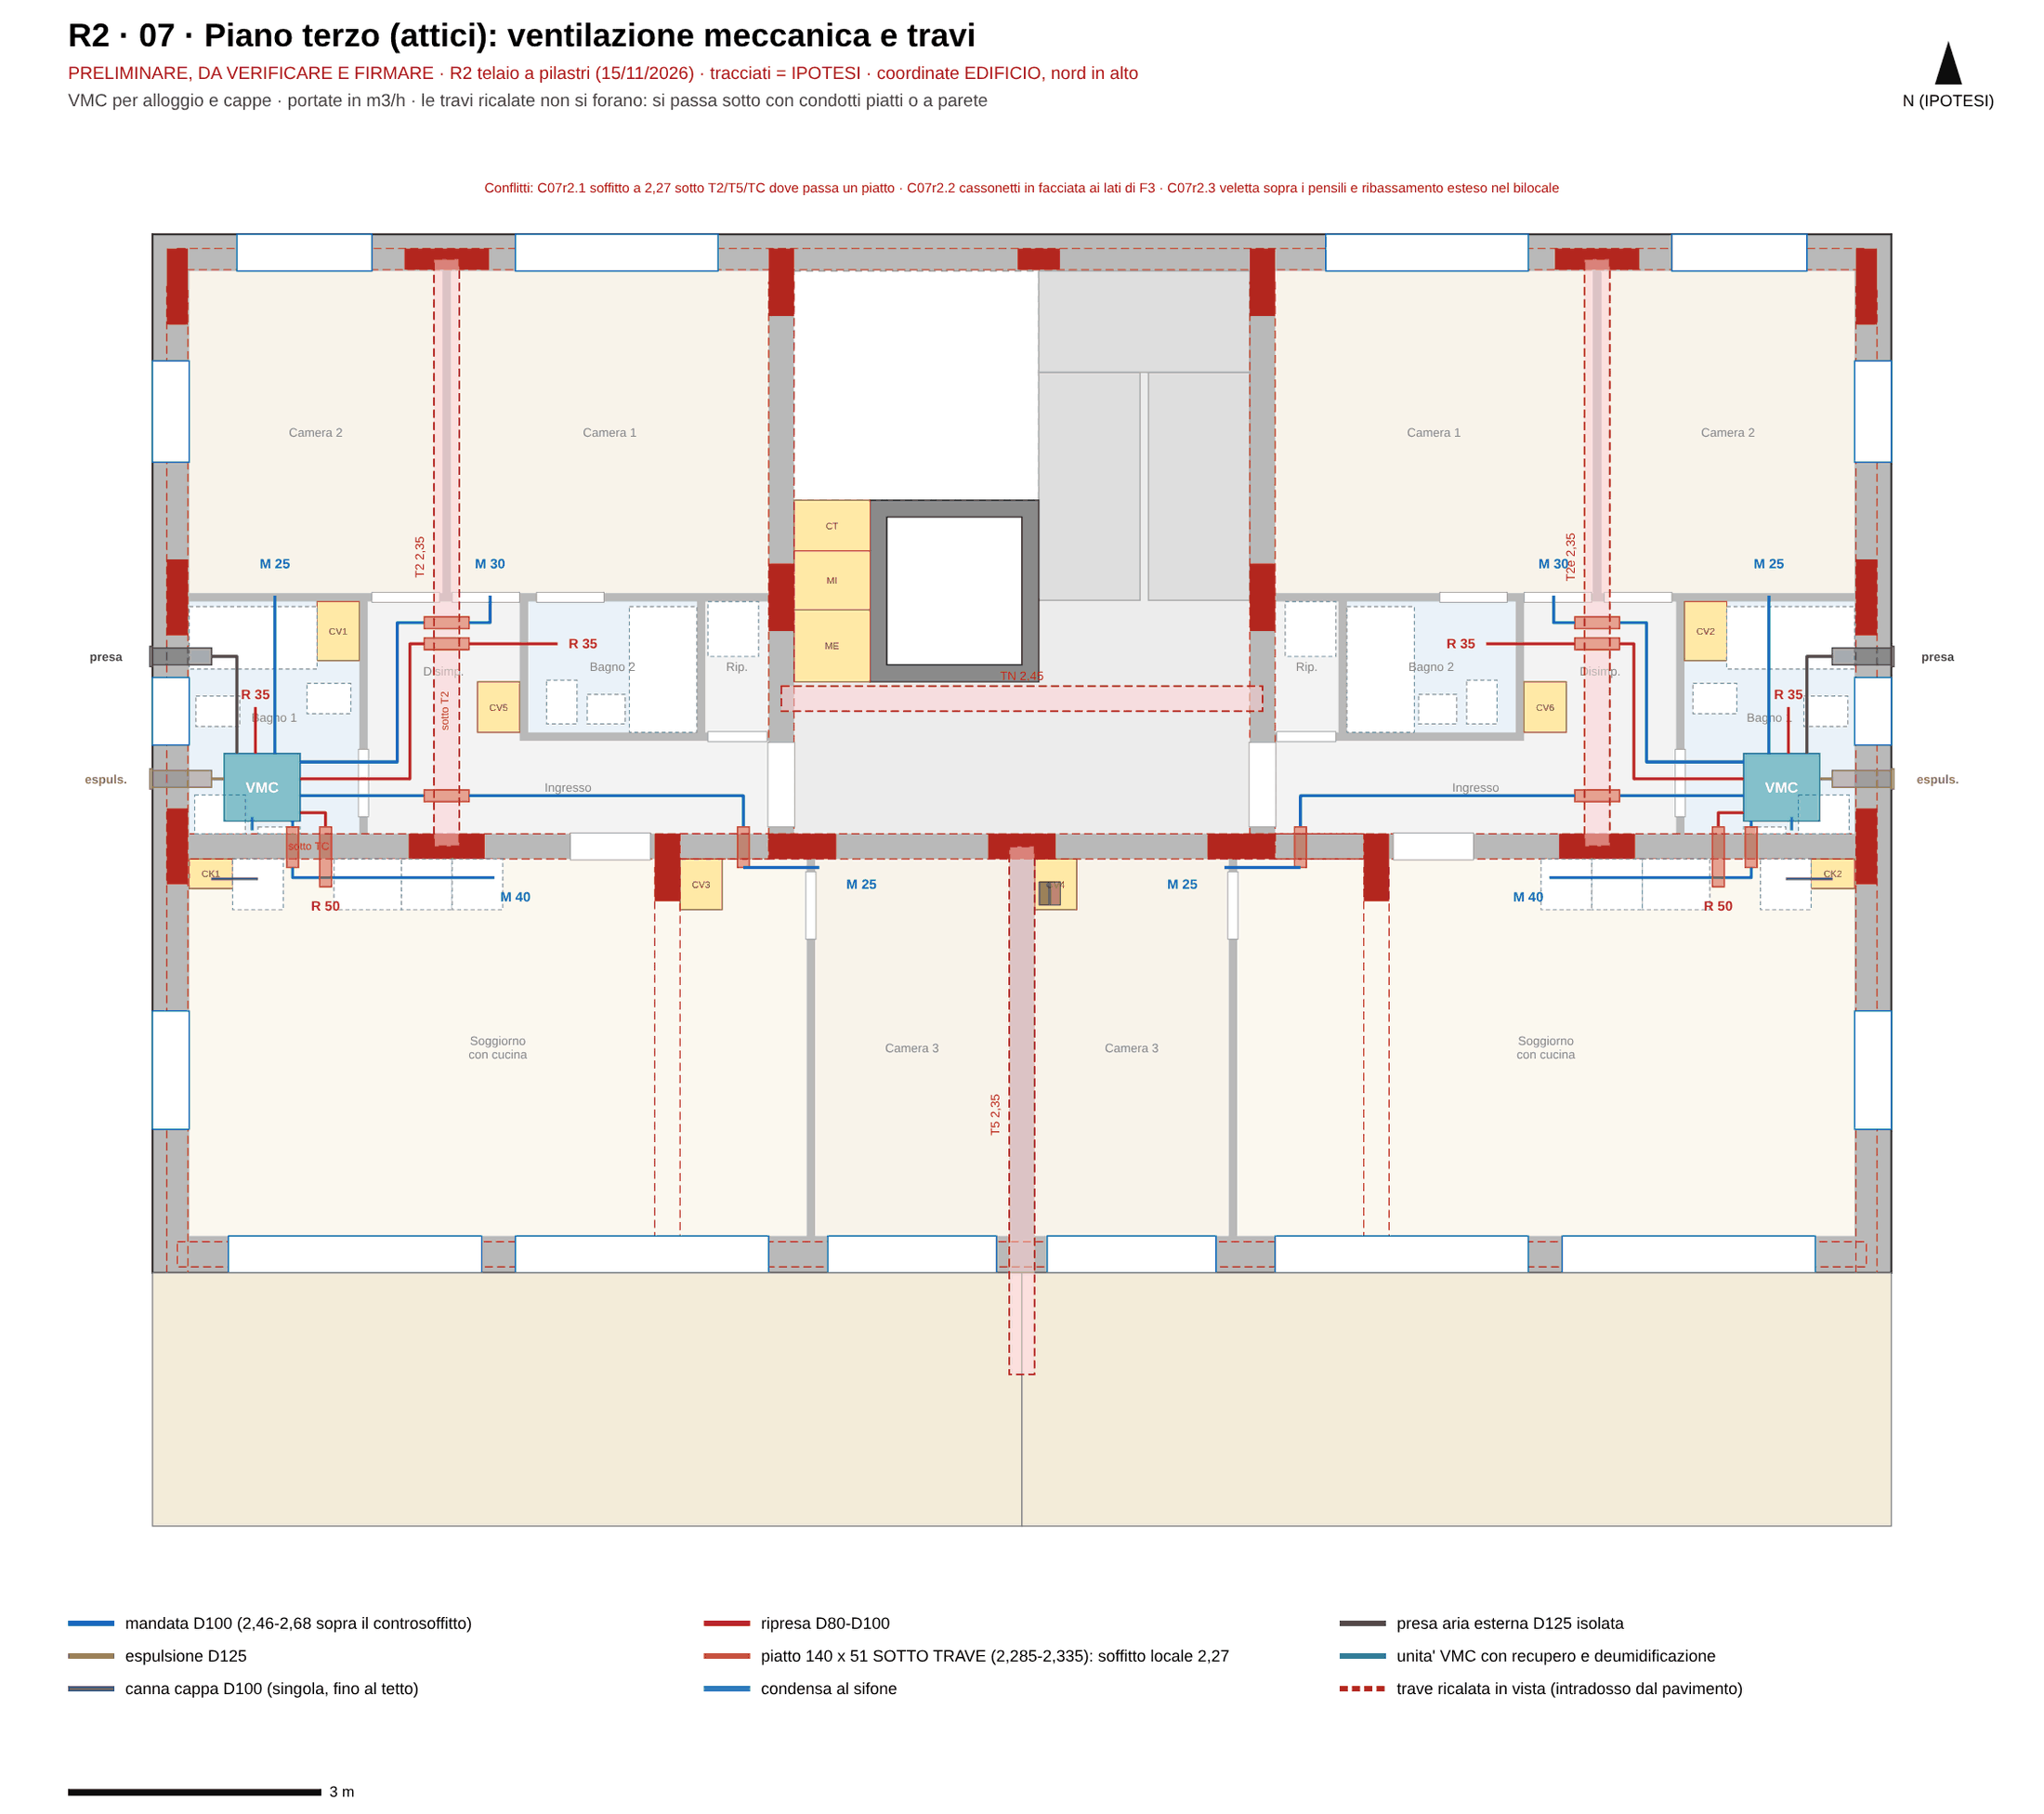 R2 · 07 · Piano terzo (attici): ventilazione meccanica e travi
PRELIMINARE, DA VERIFICARE E FIRMARE · R2 telaio a pilastri (15/11/2026) · tracciati = IPOTESI · coordinate EDIFICIO, nord in alto
VMC per alloggio e cappe · portate in m3/h · le travi ricalate non si forano: si passa sotto con condotti piatti o a parete
N (IPOTESI)
Conflitti: C07r2.1 soffitto a 2,27 sotto T2/T5/TC dove passa un piatto · C07r2.2 cassonetti in facciata ai lati di F3 · C07r2.3 veletta sopra i pensili e ribassamento esteso nel bilocale
Camera 2
Camera 1
Camera 1
Camera 2
CT
T2 2,35
T2e 2,35
M 25
M 30
M 30
M 25
MI
CV1
CV2
R 35
ME
R 35
presa
presa
Disimp.
Bagno 2
Rip.
TN 2,45
Rip.
Bagno 2
Disimp.
R 35
R 35
sotto T2
CV5
CV6
Bagno 1
Bagno 1
espuls.
VMC
Ingresso
Ingresso
VMC
espuls.
sotto TC
CK1
CV3
M 25
CV4
M 25
CK2
M 40
R 50
M 40
R 50
Soggiorno
con cucina
Camera 3
Camera 3
Soggiorno
con cucina
T5 2,35
mandata D100 (2,46-2,68 sopra il controsoffitto)
ripresa D80-D100
presa aria esterna D125 isolata
espulsione D125
piatto 140 x 51 SOTTO TRAVE (2,285-2,335): soffitto locale 2,27
unita' VMC con recupero e deumidificazione
canna cappa D100 (singola, fino al tetto)
condensa al sifone
trave ricalata in vista (intradosso dal pavimento)
3 m